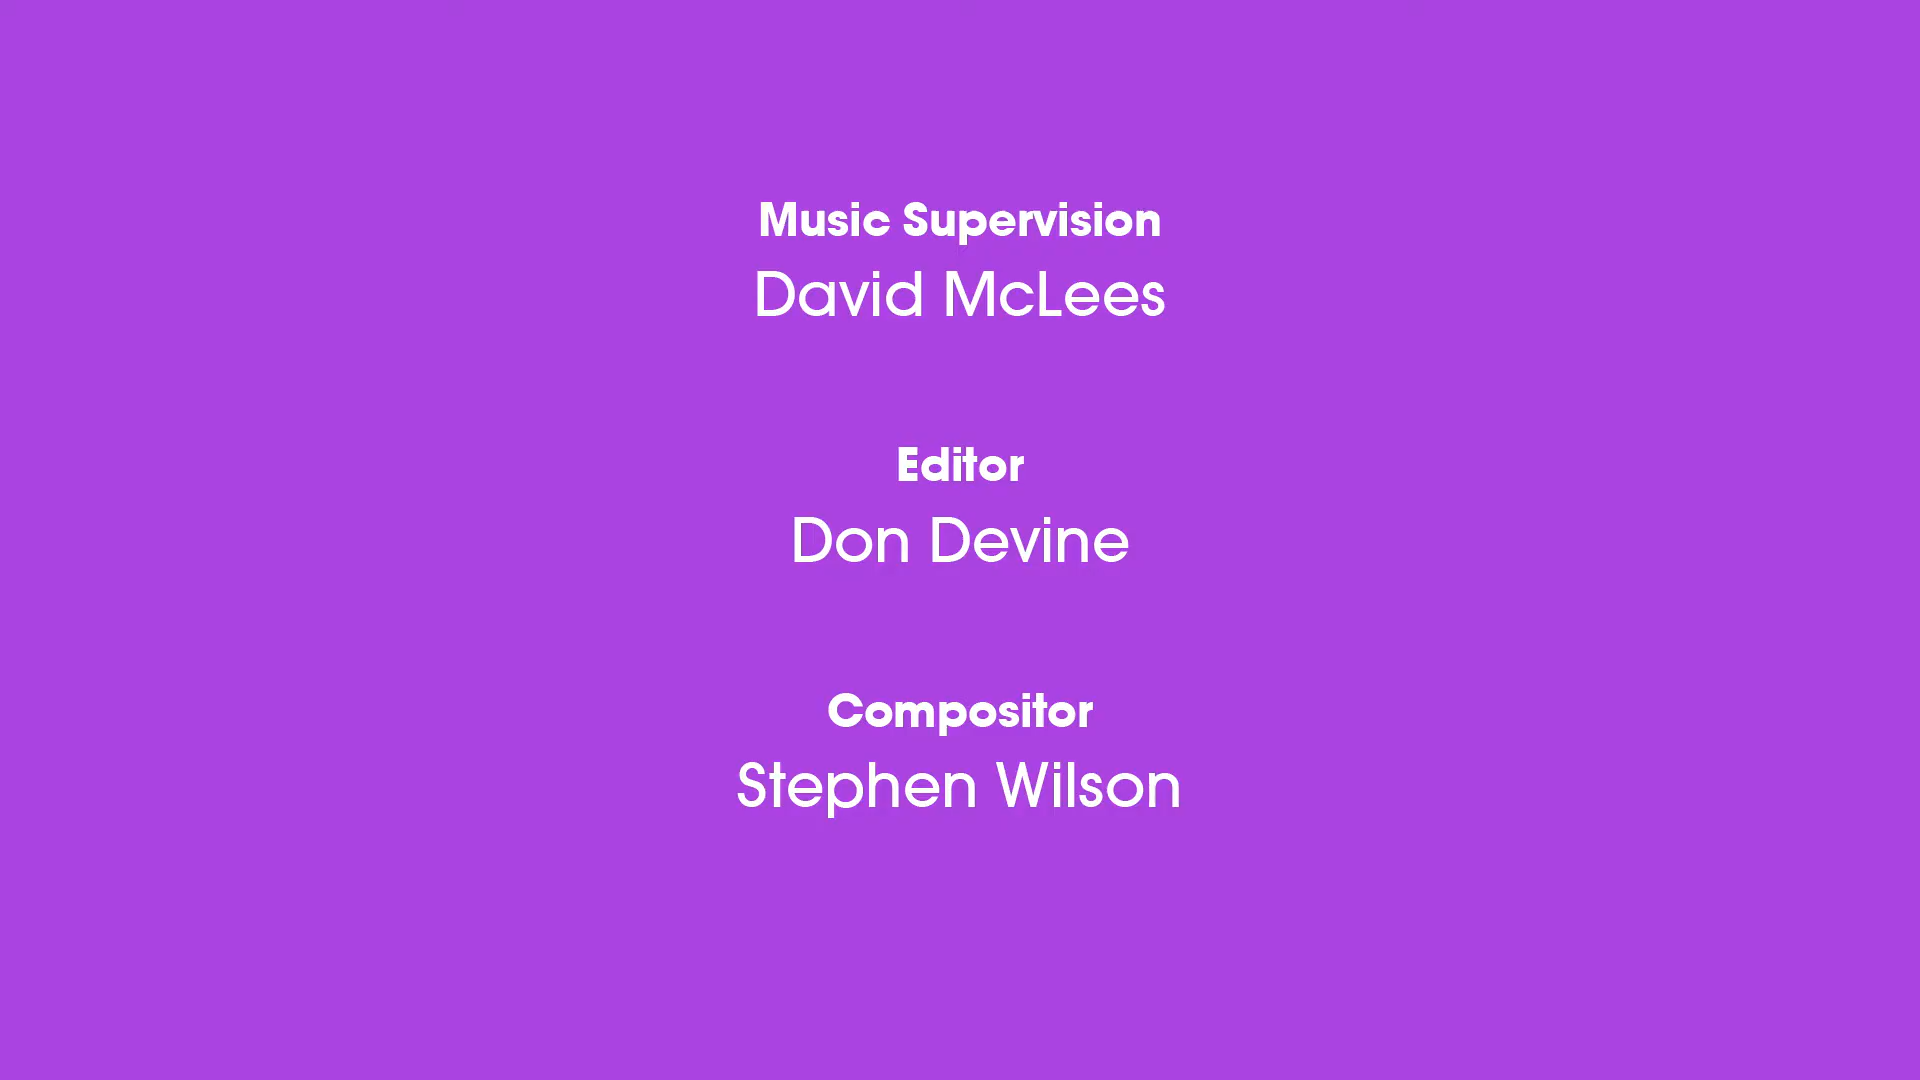 Music Supervision
David McLees
Editor
Don Devine
Compositor
Stephen Wilson